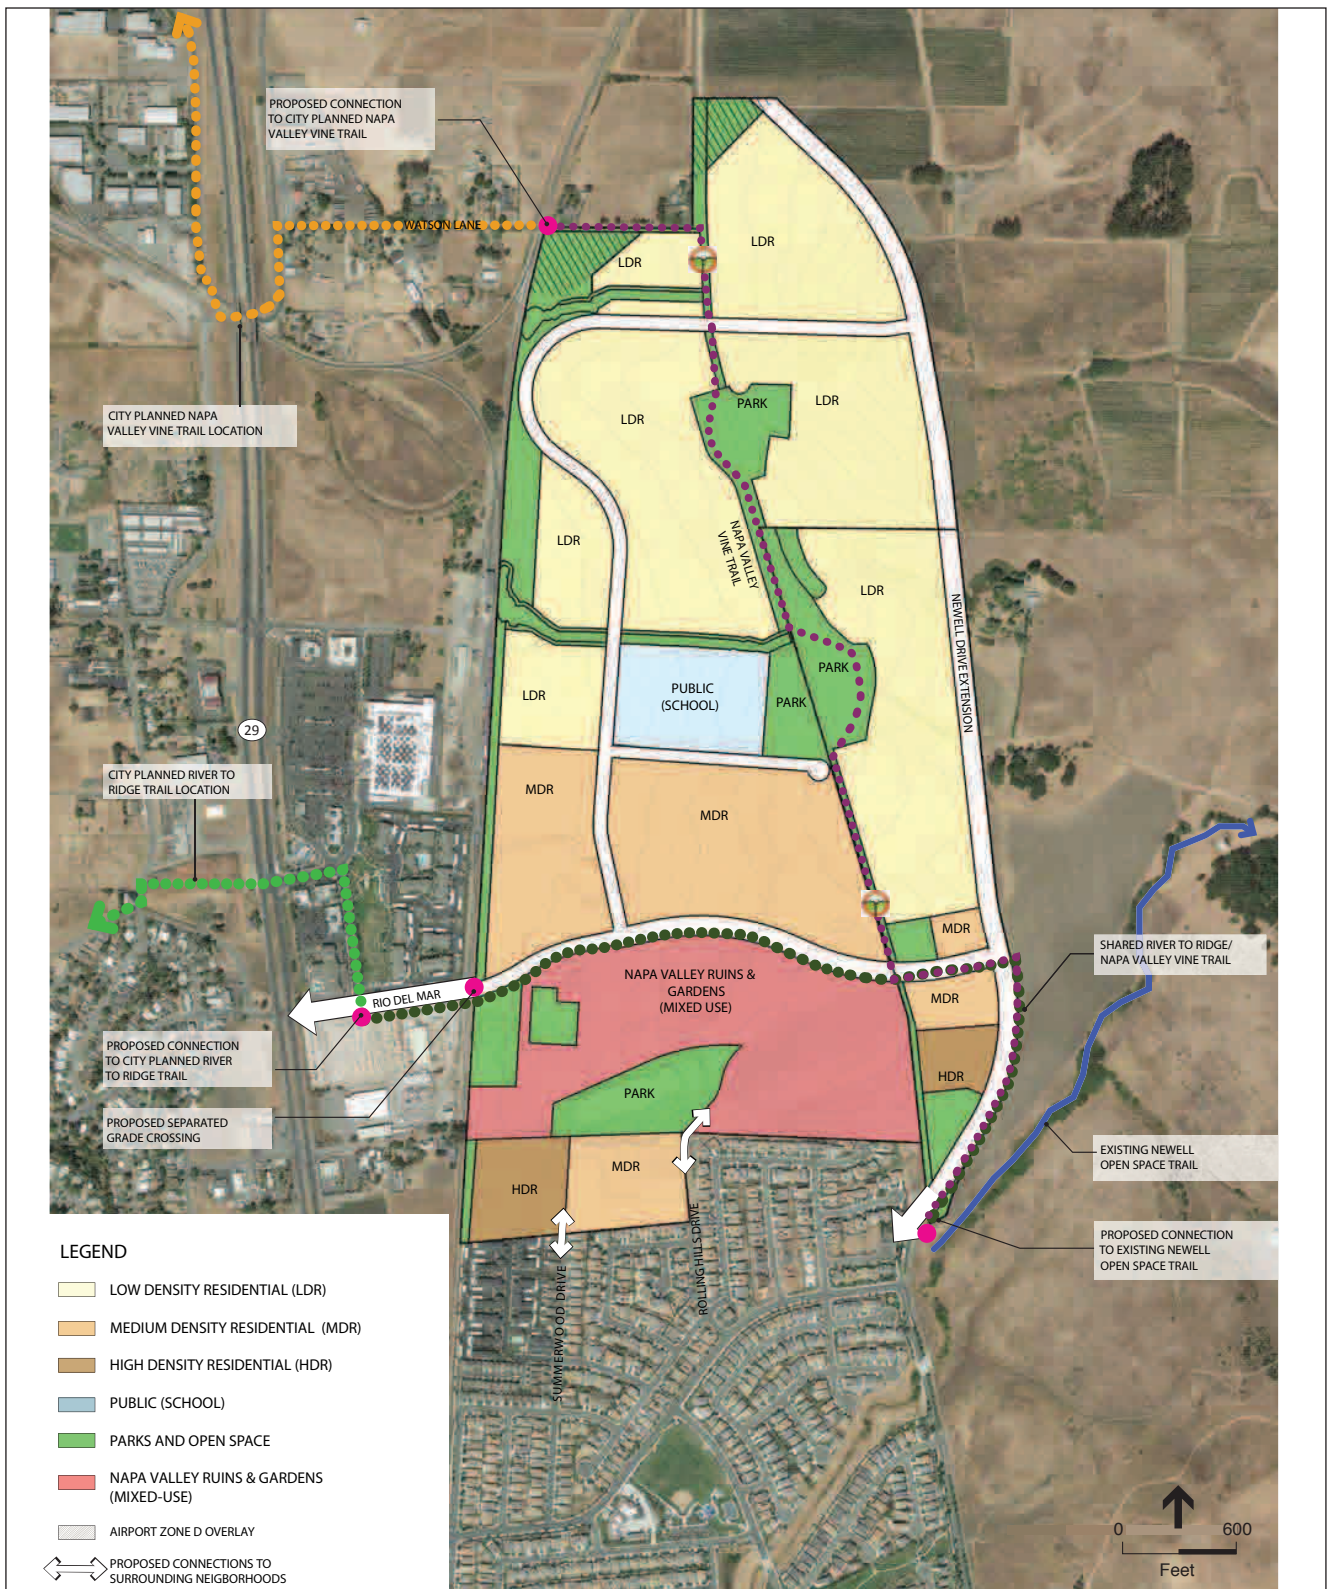 PROPOSED CONNECTION
TO CITY PLANNED NAPA
VALLEY VINE TRAIL
WATSON LANE
LDR
LDR
CITY PLANNED NAPA
VALLEY VINE TRAIL LOCATION
LDR
PARK
LDR
LDR
NAPA VALLEY
VINE TRAIL
LDR
NEWELL DRIVE EXTENSION
LDR
PUBLIC
(SCHOOL)
PARK
PARK
29
CITY PLANNED RIVER TO
RIDGE TRAIL LOCATION
MDR
MDR
MDR
SHARED RIVER TO RIDGE/
NAPA VALLEY VINE TRAIL
NAPA VALLEY RUINS &
GARDENS
(MIXED USE)
RIO DEL MAR
MDR
PROPOSED CONNECTION
TO CITY PLANNED RIVER
TO RIDGE TRAIL
HDR
PARK
PROPOSED SEPARATED
GRADE CROSSING
EXISTING NEWELL
OPEN SPACE TRAIL
HDR
MDR
PROPOSED CONNECTION
TO EXISTING NEWELL
OPEN SPACE TRAIL
SUMMERWOOD DRIVE
ROLLING HILLS DRIVE
LEGEND
LOW DENSITY RESIDENTIAL (LDR)
MEDIUM DENSITY RESIDENTIAL (MDR)
HIGH DENSITY RESIDENTIAL (HDR)
PUBLIC (SCHOOL)
PARKS AND OPEN SPACE
NAPA VALLEY RUINS & GARDENS
(MIXED-USE)
AIRPORT ZONE D OVERLAY
PROPOSED CONNECTIONS TO
SURROUNDING NEIGBORHOODS
0 600
Feet